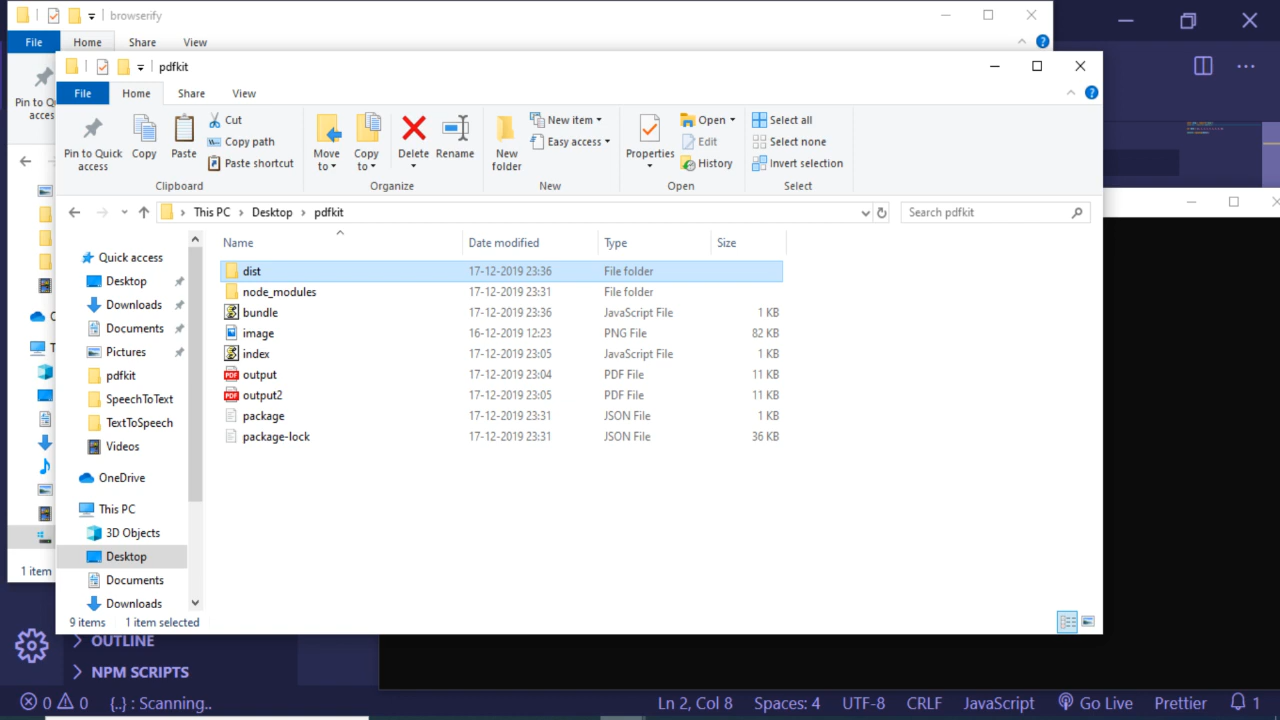 browserify
File Home Share View
Pin to Qu
acces
pdfkit
File Home Share View
Pin to Quick access
Copy
Paste
Cut
Copy path
Paste shortcut
Clipboard
Move to
Copy to
Delete
Rename
Organize
New folder
New item
Easy access
New
Properties
Open
Edit
History
Open
Select all
Select none
Invert selection
Select
This PC Desktop pdfkit
Search pdfkit
Name Date modified Type Size
dist 17-12-2019 23:36 File folder
node_modules 17-12-2019 23:31 File folder
bundle 17-12-2019 23:36 JavaScript File 1 KB
image 16-12-2019 12:23 PNG File 82 KB
index 17-12-2019 23:05 JavaScript File 1 KB
PDF output 17-12-2019 23:04 PDF File 11 KB
PDF output2 17-12-2019 23:05 PDF File 11 KB
package 17-12-2019 23:31 JSON File 1 KB
package-lock 17-12-2019 23:31 JSON File 36 KB
Quick access
Desktop
Downloads
Documents
Pictures
pdfkit
SpeechToText
TextToSpeech
Videos
OneDrive
This PC
3D Objects
Desktop
Documents
Downloads
9 items 1 item selected
C
T
1 item
OUTLINE
NPM SCRIPTS
0 0 {..} : Scanning.. Ln 2, Col 8 Spaces: 4 UTF-8 CRLF JavaScript Go Live Prettier 1